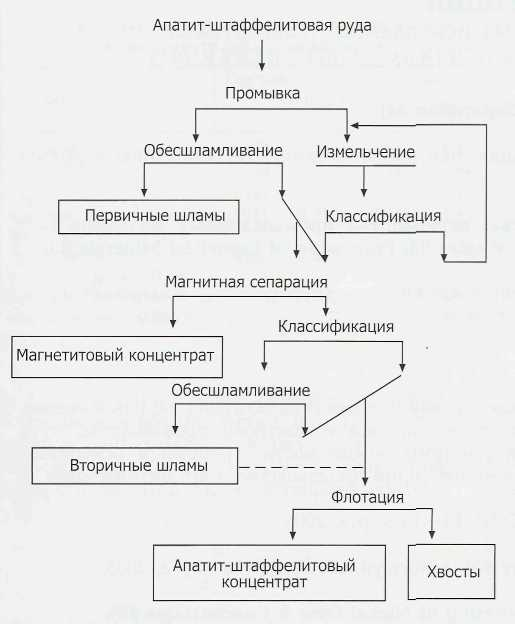 Апатит-штаффелитовая руда
Промывка
Обесшламливание
Измельчение
Первичные шламы
Классификация
Магнитная сепарация
Классификация
Магнетитовый концентрат
Обесшламливание
Вторичные шламы
Флотация
Апатит-штаффелитовый
концентрат
Хвосты